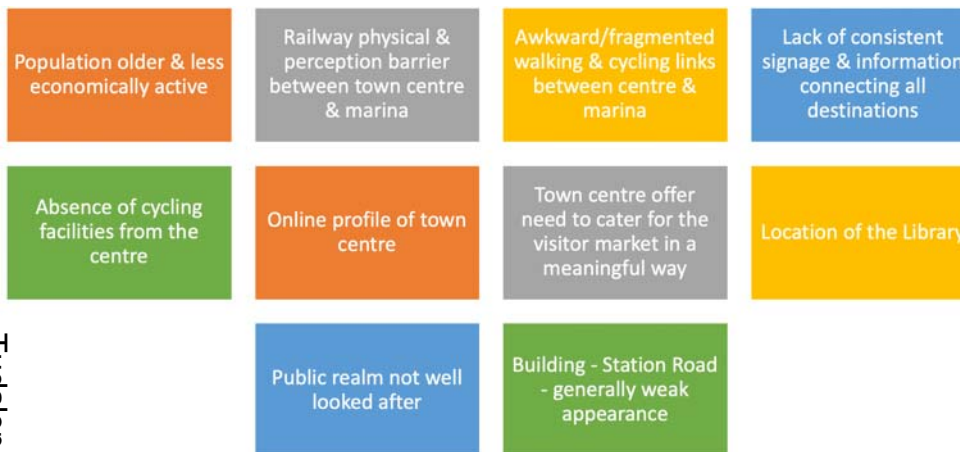 Population older & less
economically active
Railway physical &
perception barrier
between town centre
& marina
Awkward/fragmented
walking & cycling links
between centre &
marina
Lack of consistent
signage & information
connecting all
destinations
Absence of cycling
facilities from the
centre
Online profile of town
centre
Town centre offer
need to cater for the
visitor market in a
meaningful way
Location of the Library
Public realm not well
looked after
Building - Station Road
- generally weak
appearance